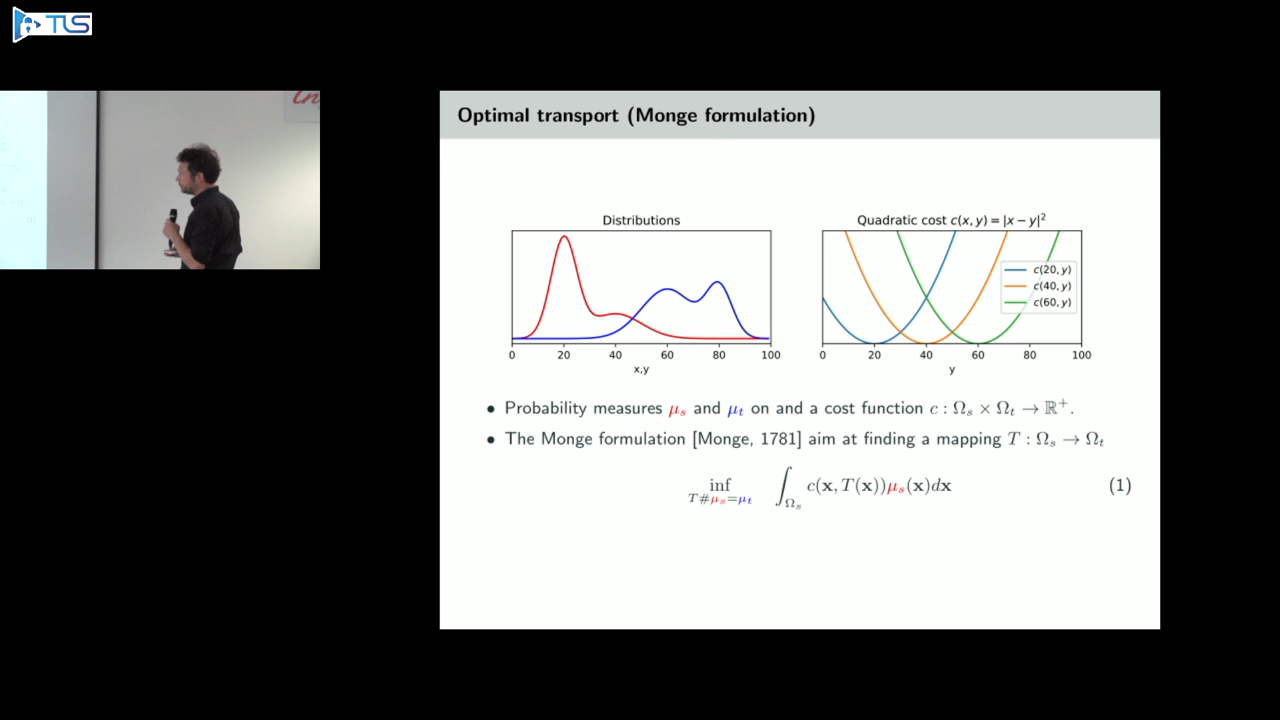 TLS
Optimal transport (Monge formulation)
Distributions
0 20 40 60 80 100
x,y
Quadratic cost c(x, y) = |x − y|²
c(20, y)
c(40, y)
c(60, y)
0 20 40 60 80 100
y
• Probability measures μₛ and μₜ on and a cost function c : Ωₛ × Ωₜ → ℝ⁺.
• The Monge formulation [Monge, 1781] aim at finding a mapping T : Ωₛ → Ωₜ
inf T#μₛ=μₜ ∫Ωₛ c(x, T(x))μₛ(x)dx (1)